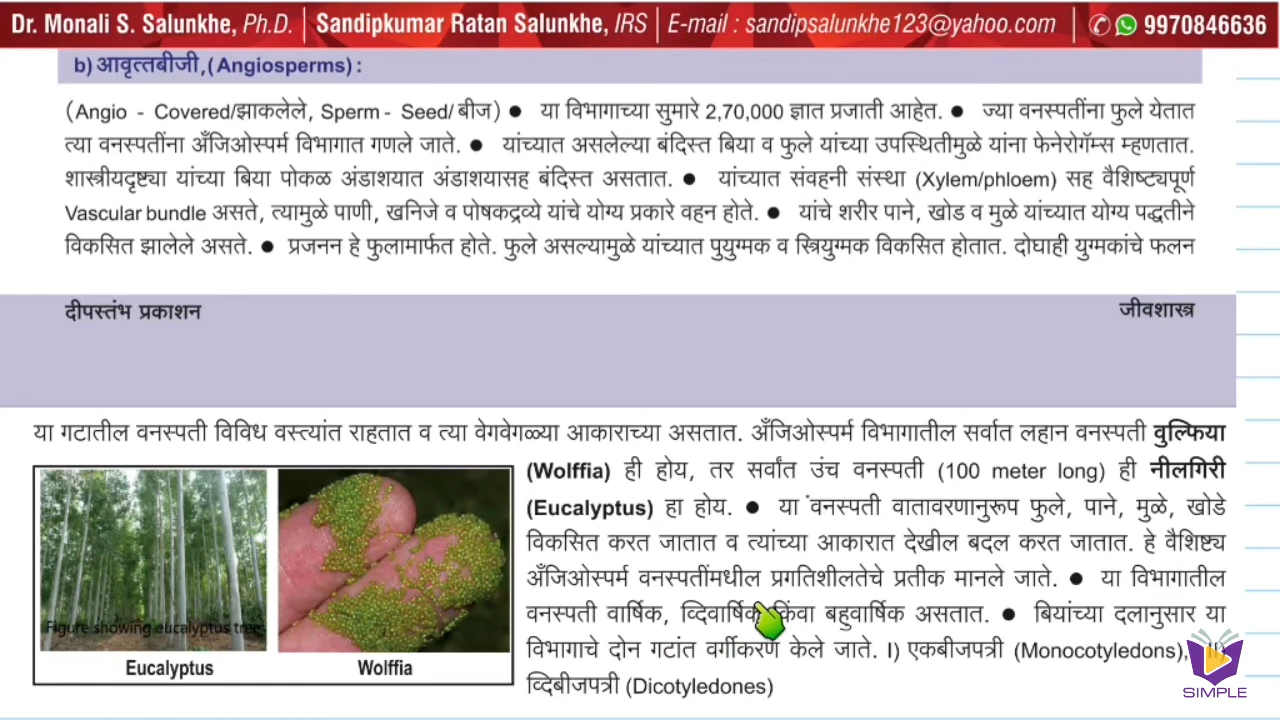 Dr. Monali S. Salunkhe, Ph.D. | Sandipkumar Ratan Salunkhe, IRS | E-mail : sandipsalunkhe123@yahoo.com | 9970846636
b) आवृत्तबीजी,( Angiosperms) :
(Angio - Covered/झाकलेले, Sperm - Seed/ बीज) ● या विभागाच्या सुमारे 2,70,000 ज्ञात प्रजाती आहेत. ● ज्या वनस्पतींना फुले येतात
त्या वनस्पतींना अँजिओस्पर्म विभागात गणले जाते. ● यांच्यात असलेल्या बंदिस्त बिया व फुले यांच्या उपस्थितीमुळे यांना फेनेरोगॅम्स म्हणतात.
शास्त्रीयदृष्ट्या यांच्या बिया पोकळ अंडाशयात अंडाशयासह बंदिस्त असतात. ● यांच्यात संवहनी संस्था (Xylem/phloem) सह वैशिष्ट्यपूर्ण
Vascular bundle असते, त्यामुळे पाणी, खनिजे व पोषकद्रव्ये यांचे योग्य प्रकारे वहन होते. ● यांचे शरीर पाने, खोड व मुळे यांच्यात योग्य पद्धतीने
विकसित झालेले असते. ● प्रजनन हे फुलामार्फत होते. फुले असल्यामुळे यांच्यात पुयुग्मक व स्त्रियुग्मक विकसित होतात. दोघाही युग्मकांचे फलन
दीपस्तंभ प्रकाशन
जीवशास्त्र
या गटातील वनस्पती विविध वस्त्यांत राहतात व त्या वेगवेगळ्या आकाराच्या असतात. अँजिओस्पर्म विभागातील सर्वात लहान वनस्पती वुल्फिया
(Wolffia) ही होय, तर सर्वांत उंच वनस्पती (100 meter long) ही नीलगिरी
(Eucalyptus) हा होय. ● या वनस्पती वातावरणानुरूप फुले, पाने, मुळे, खोडे
विकसित करत जातात व त्यांच्या आकारात देखील बदल करत जातात. हे वैशिष्ट्य
अँजिओस्पर्म वनस्पतींमधील प्रगतिशीलतेचे प्रतीक मानले जाते. ● या विभागातील
वनस्पती वार्षिक, व्दिवार्षिक किंवा बहुवार्षिक असतात. ● बियांच्या दलानुसार या
विभागाचे दोन गटांत वर्गीकरण केले जाते. I) एकबीजपत्री (Monocotyledons), II)
व्दिबीजपत्री (Dicotyledones)
Figure showing eucalyptus tree
Eucalyptus
Wolffia
SIMPLE